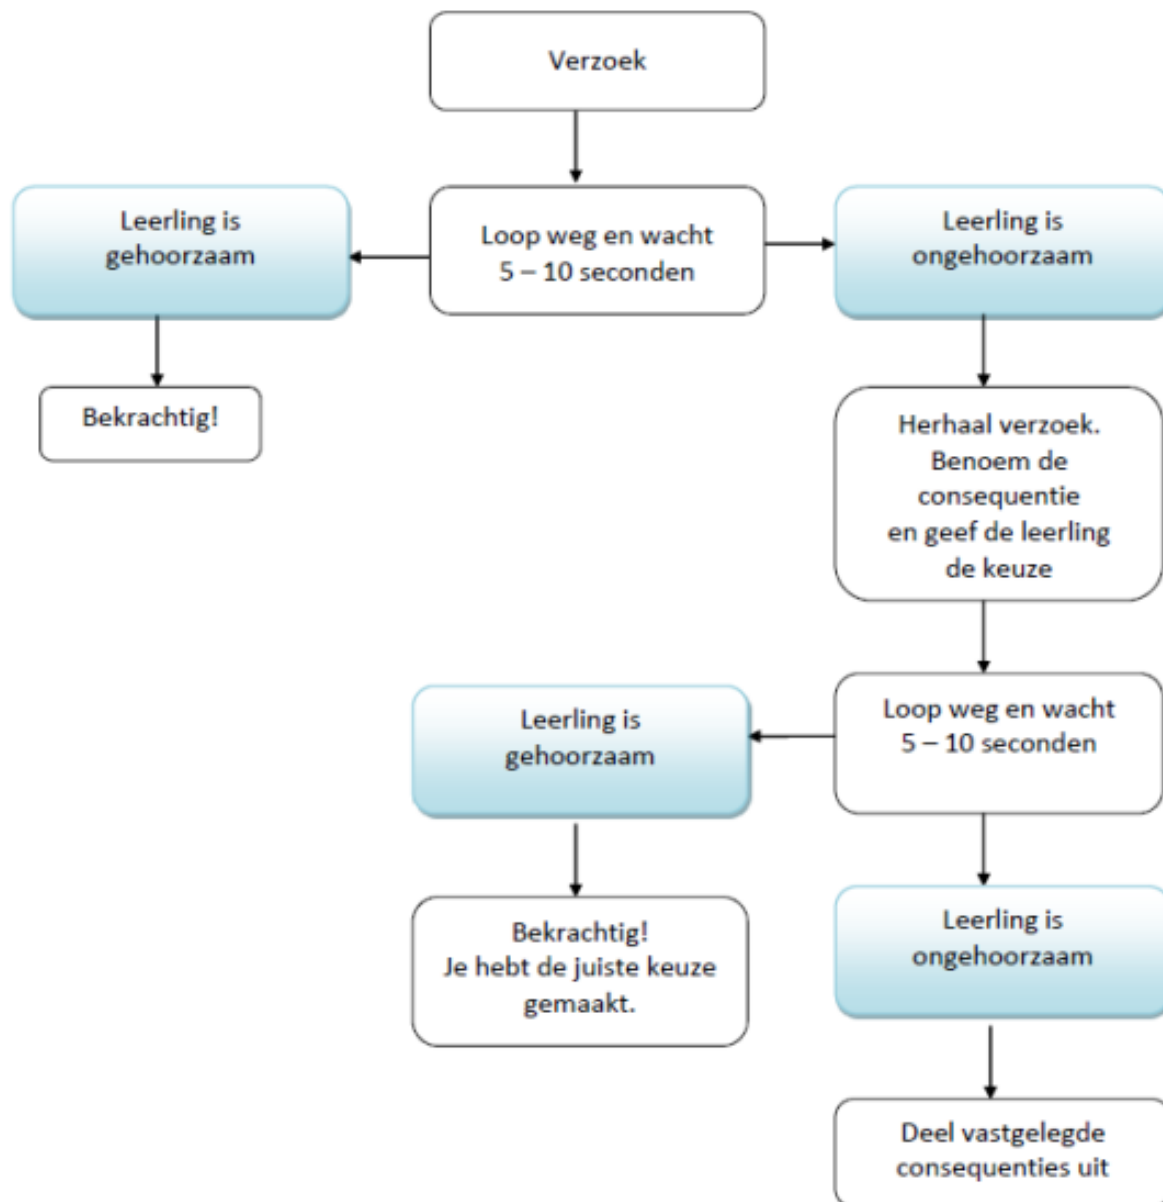 Verzoek
Leerling is
gehoorzaam
Loop weg en wacht
5 – 10 seconden
Leerling is
ongehoorzaam
Bekrachtig!
Herhaal verzoek.
Benoem de
consequentie
en geef de leerling
de keuze
Leerling is
gehoorzaam
Loop weg en wacht
5 – 10 seconden
Bekrachtig!
Je hebt de juiste keuze
gemaakt.
Leerling is
ongehoorzaam
Deel vastgelegde
consequenties uit